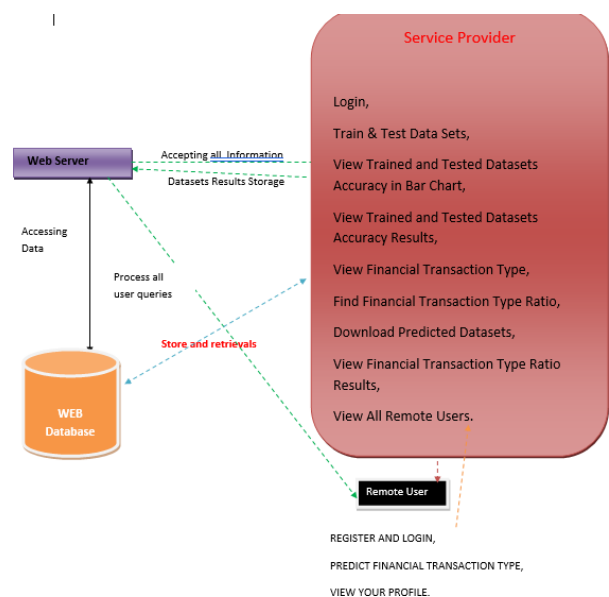 Service Provider
Login,
Train & Test Data Sets,
View Trained and Tested Datasets
Accuracy in Bar Chart,
View Trained and Tested Datasets
Accuracy Results,
View Financial Transaction Type,
Find Financial Transaction Type Ratio,
Download Predicted Datasets,
View Financial Transaction Type Ratio
Results,
View All Remote Users.
Web Server
Accepting all Information
Datasets Results Storage
Accessing
Data
Process all
user queries
Store and retrievals
WEB
Database
Remote User
REGISTER AND LOGIN,
PREDICT FINANCIAL TRANSACTION TYPE,
VIEW YOUR PROFILE.